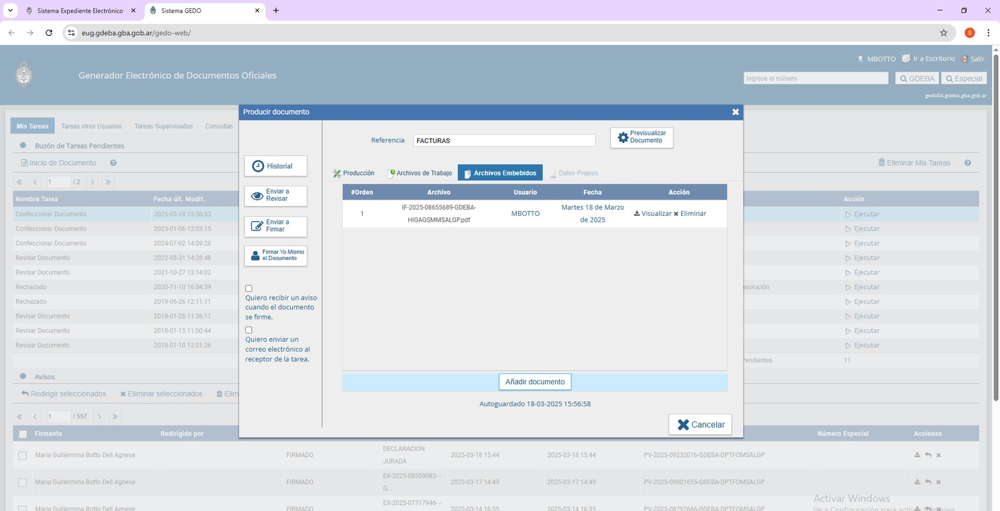 Sistema Expediente Electrónico
Sistema GEDO
eug.gdeba.gba.gob.ar/gedo-web/
S
MBOTTO
Ir a Escritorio
Salir
Generador Electrónico de Documentos Oficiales
Ingrese el número
GDEBA
Especial
gedo04.gdeba.gba.gob.ar
Producir documento
Mis Tareas
Tareas otros Usuarios
Tareas Supervisados
Consultas
Buzón de Tareas Pendientes
Inicio de Documento
Eliminar Mis Tareas
1 / 2
Nombre Tarea Fecha últ. Modif. Acción
Confeccionar Documento 2025-03-18 15:56:33 Ejecutar
Confeccionar Documento 2025-01-06 12:03:15 Ejecutar
Confeccionar Documento 2024-07-02 14:09:28 Ejecutar
Revisar Documento 2022-08-31 14:28:48 Ejecutar
Revisar Documento 2021-10-27 13:14:02 Ejecutar
Rechazado 2020-11-10 16:04:39 esolución Ejecutar
Rechazado 2019-06-26 12:11:11 Ejecutar
Revisar Documento 2018-01-26 11:36:11 Ejecutar
Revisar Documento 2018-01-15 11:00:44 Ejecutar
Revisar Documento 2018-01-10 12:01:26 Ejecutar
Pendientes 11
Referencia FACTURAS
Previsualizar
Documento
Historial
Enviar a
Revisar
Enviar a
Firmar
Firmar Yo Mismo
el Documento
Quiero recibir un aviso
cuando el documento
se firme.
Quiero enviar un
correo electrónico al
receptor de la tarea.
Producción
Archivos de Trabajo
Archivos Embebidos
Datos Propios
#Orden Archivo Usuario Fecha Acción
1 IF-2025-08655689-GDEBA-
HIGAGSMMSALGP.pdf
MBOTTO
Martes 18 de Marzo
de 2025
Visualizar Eliminar
Añadir documento
Autoguardado 18-03-2025 15:56:58
Cancelar
Avisos
Redirigir seleccionados
Eliminar seleccionados
Elim
1 / 557
Firmante Redirigido por Número Especial Acciones
Maria Guillermina Botto Dell Agnese FIRMADO
DECLARACION
JURADA
2025-03-18 15:44 2025-03-18 15:44 PV-2025-09232076-GDEBA-DPTFOMSALGP
Maria Guillermina Botto Dell Agnese FIRMADO
EX-2025-08509082- -
G...
2025-03-17 14:49 2025-03-17 14:49 PV-2025-09001655-GDEBA-DPTFOMSALGP
Maria Guillermina Botto Dell Agnese FIRMADO
EX-2025-07717946- -
2025-03-14 16:35 2025-03-14 16:35 PV-2025-08792666-GDEBA-DPTFOMSALGP
Activar Windows
Ve a Configuración para activar Windows